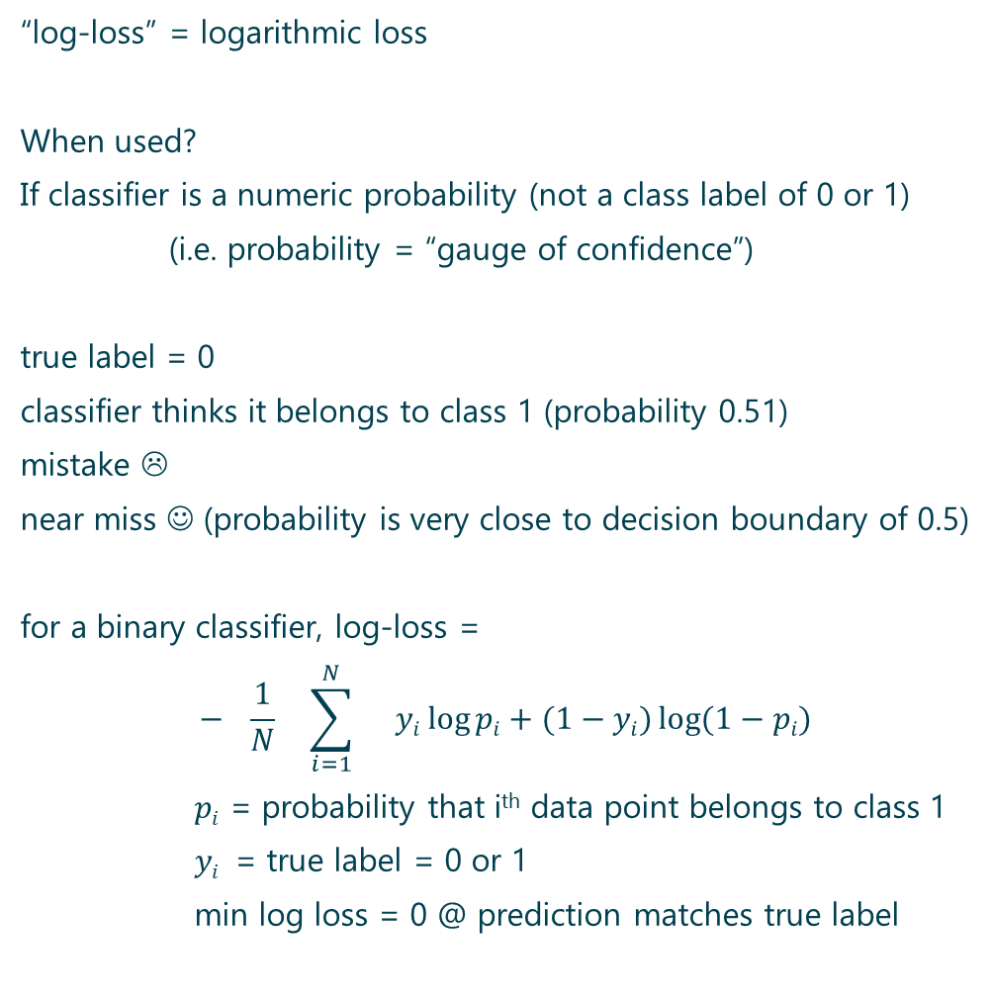 “log-loss” = logarithmic loss
When used?
If classifier is a numeric probability (not a class label of 0 or 1)
(i.e. probability = “gauge of confidence”)
true label = 0
classifier thinks it belongs to class 1 (probability 0.51)
mistake ☹
near miss ☺ (probability is very close to decision boundary of 0.5)
for a binary classifier, log-loss =
− 1/N ∑_{i=1}^{N} y_i log p_i + (1 − y_i) log(1 − p_i)
p_i = probability that i^th data point belongs to class 1
y_i = true label = 0 or 1
min log loss = 0 @ prediction matches true label